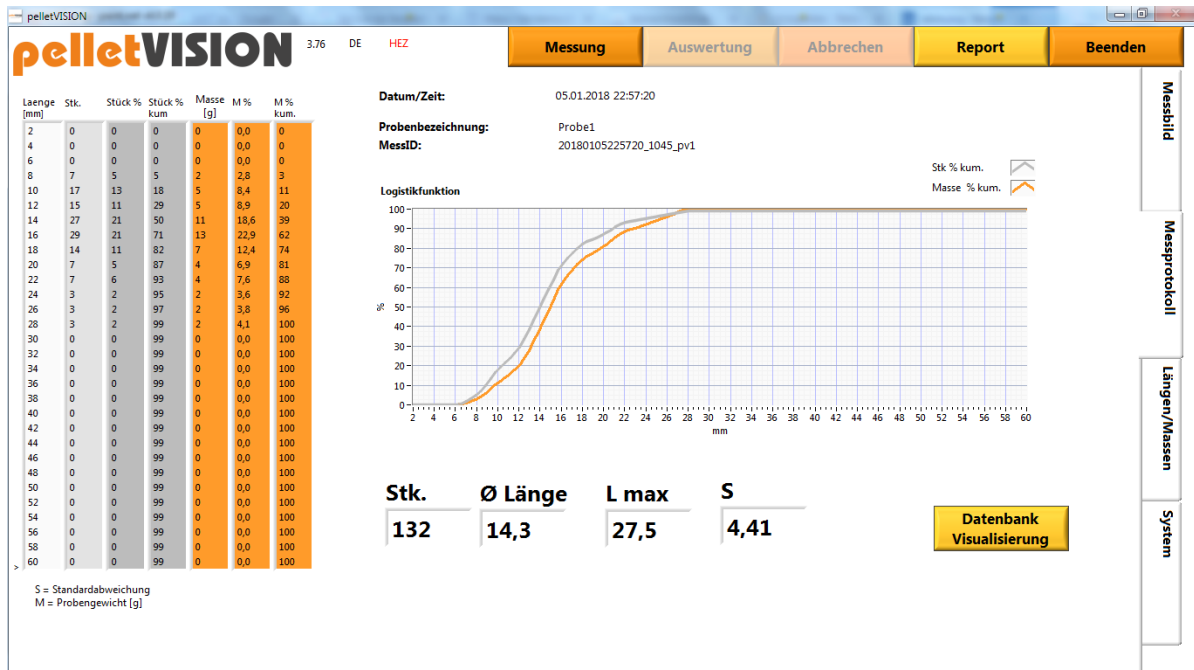 pelletVISION
pelletVISION 3.76 DE HEZ
Messung Auswertung Abbrechen Report Beenden
Laenge [mm] Stk. Stück % Stück % kum Masse [g] M % M % kum.
2 0 0 0 0 0,0 0
4 0 0 0 0 0,0 0
6 0 0 0 0 0,0 0
8 7 5 5 2 2,8 3
10 17 13 18 5 8,4 11
12 15 11 29 5 8,9 20
14 27 21 50 11 18,6 39
16 29 21 71 13 22,9 62
18 14 11 82 7 12,4 74
20 7 5 87 4 6,9 81
22 7 6 93 4 7,6 88
24 3 2 95 2 3,6 92
26 3 2 97 2 3,8 96
28 3 2 99 2 4,1 100
30 0 0 99 0 0,0 100
32 0 0 99 0 0,0 100
34 0 0 99 0 0,0 100
36 0 0 99 0 0,0 100
38 0 0 99 0 0,0 100
40 0 0 99 0 0,0 100
42 0 0 99 0 0,0 100
44 0 0 99 0 0,0 100
46 0 0 99 0 0,0 100
48 0 0 99 0 0,0 100
50 0 0 99 0 0,0 100
52 0 0 99 0 0,0 100
54 0 0 99 0 0,0 100
56 0 0 99 0 0,0 100
58 0 0 99 0 0,0 100
> 60 0 0 99 0 0,0 100
S = Standardabweichung
M = Probengewicht [g]
Datum/Zeit: 05.01.2018 22:57:20
Probenbezeichnung: Probe1
MessID: 20180105225720_1045_pv1
Stk % kum.
Masse % kum.
Logistikfunktion
100
90
80
70
60
50
40
30
20
10
0
%
2 4 6 8 10 12 14 16 18 20 22 24 26 28 30 32 34 36 38 40 42 44 46 48 50 52 54 56 58 60
mm
Stk. Ø Länge L max S
132 14,3 27,5 4,41
Datenbank
Visualisierung
Messbild
Messprotokoll
Längen/Massen
System